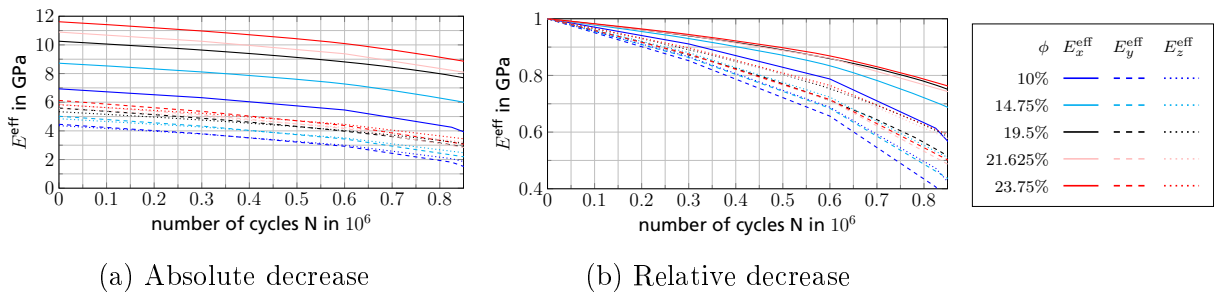 12
10
8
6
4
2
0
E^eff in GPa
0 0.1 0.2 0.3 0.4 0.5 0.6 0.7 0.8
number of cycles N in 10^6
(a) Absolute decrease
1
0.8
0.6
0.4
E^eff in GPa
0 0.1 0.2 0.3 0.4 0.5 0.6 0.7 0.8
number of cycles N in 10^6
(b) Relative decrease
ϕ E_x^eff E_y^eff E_z^eff
10%
14.75%
19.5%
21.625%
23.75%